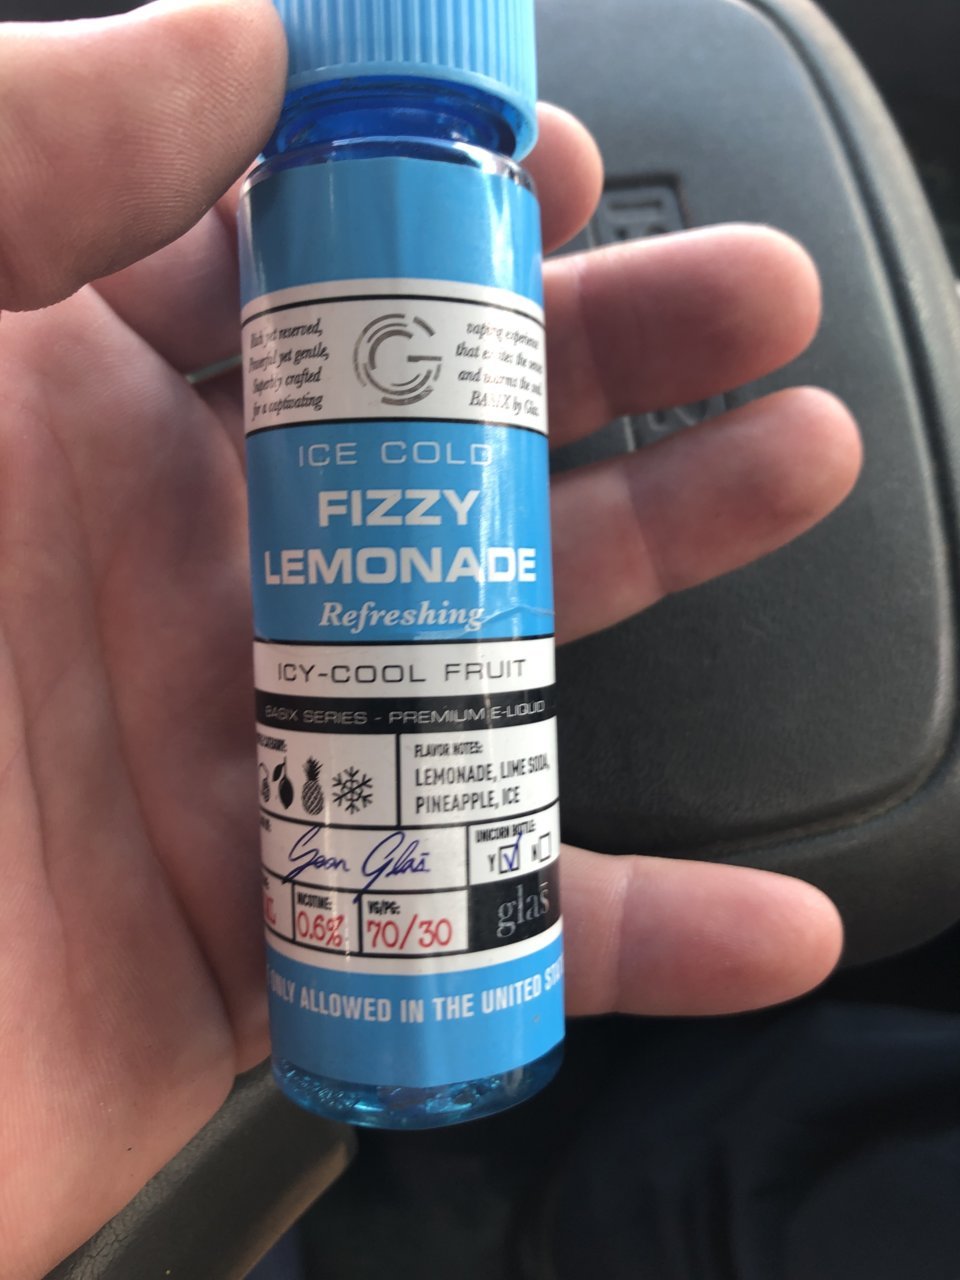 Rich yet reserved,
Powerful yet gentle,
Superbly crafted
for a captivating
vaping experience
that excites the senses
and warms the soul.
BASIX by Glas.
G
ICE COLD
FIZZY
LEMONADE
Refreshing
ICY-COOL FRUIT
BASIX SERIES - PREMIUM E-LIQUID
FLAVOR NOTES:
LEMONADE, LIME SODA,
PINEAPPLE, ICE
Sean Glas
UNICORN BOTTLE:
Y N
NICOTINE:
0.6%
VG/PG:
70/30
glas
ONLY ALLOWED IN THE UNITED